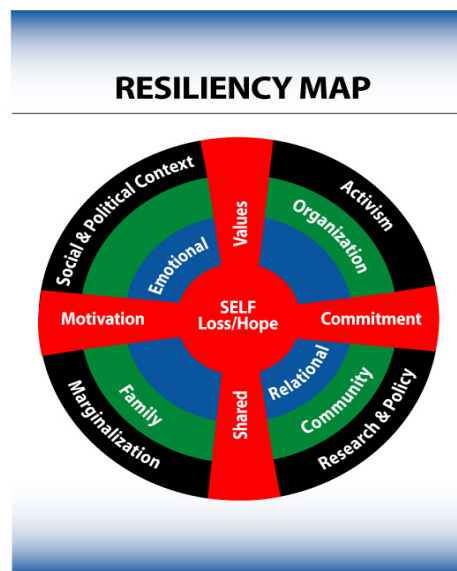 RESILIENCY MAP
Social & Political Context
Activism
Values
Organization
Emotional
Motivation
SELF
Loss/Hope
Commitment
Family
Relational
Shared
Community
Marginalization
Research & Policy